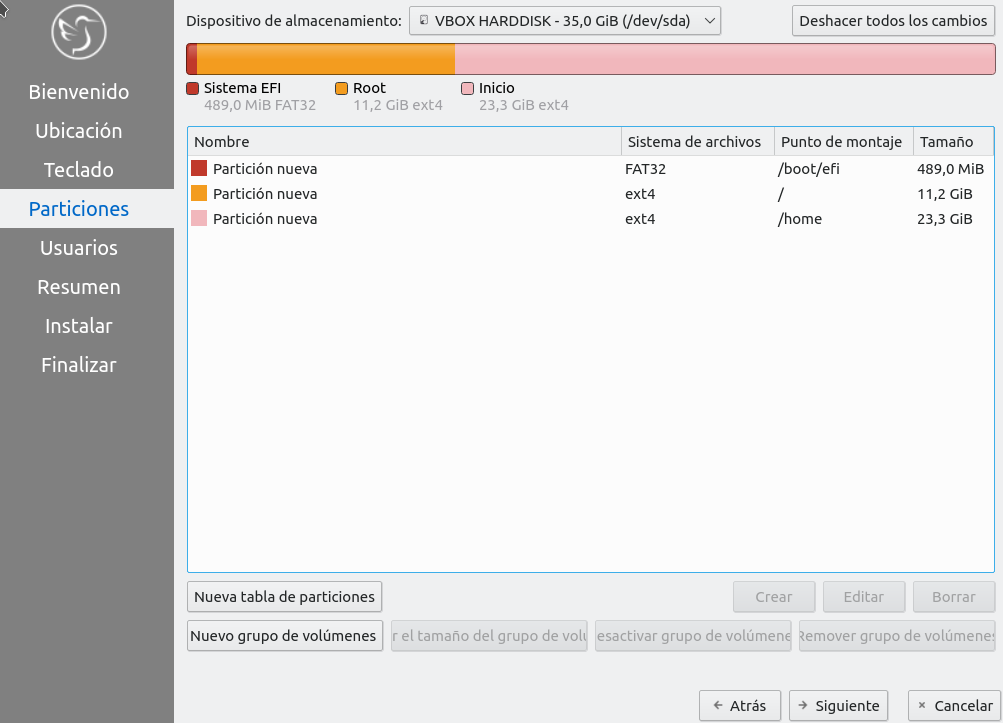 Dispositivo de almacenamiento: VBOX HARDDISK - 35,0 GiB (/dev/sda) Deshacer todos los cambios
Sistema EFI Root Inicio
489,0 MiB FAT32 11,2 GiB ext4 23,3 GiB ext4
Bienvenido
Ubicación
Teclado
Particiones
Usuarios
Resumen
Instalar
Finalizar
Nombre Sistema de archivos Punto de montaje Tamaño
Partición nueva FAT32 /boot/efi 489,0 MiB
Partición nueva ext4 / 11,2 GiB
Partición nueva ext4 /home 23,3 GiB
Nueva tabla de particiones Crear Editar Borrar
Nuevo grupo de volúmenes r el tamaño del grupo de volú esactivar grupo de volúmene Remover grupo de volúmenes
Atrás Siguiente Cancelar